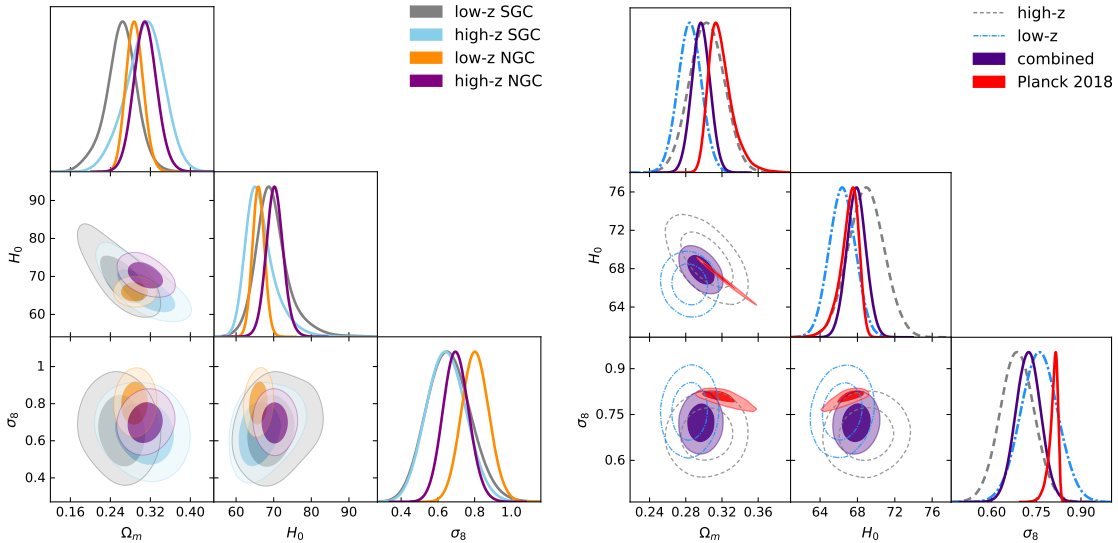 low-z SGC
high-z SGC
low-z NGC
high-z NGC
90
80
70
60
H₀
1
0.8
0.6
0.4
σ₈
0.16 0.24 0.32 0.40
Ωₘ
60 70 80 90
H₀
0.4 0.6 0.8 1.0
σ₈
high-z
low-z
combined
Planck 2018
76
72
68
64
H₀
0.9
0.75
0.6
σ₈
0.24 0.28 0.32 0.36
Ωₘ
64 68 72 76
H₀
0.60 0.75 0.90
σ₈